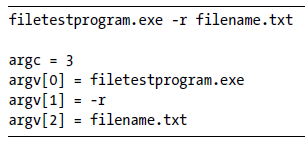 filetestprogram.exe -r filename.txt
argc = 3
argv[0] = filetestprogram.exe
argv[1] = -r
argv[2] = filename.txt